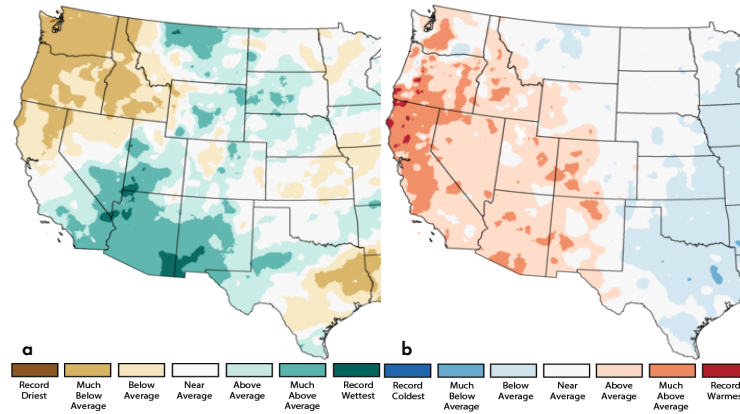 a
b
Record
Driest
Much
Below
Average
Below
Average
Near
Average
Above
Average
Much
Above
Average
Record
Wettest
Record
Coldest
Much
Below
Average
Below
Average
Near
Average
Above
Average
Much
Above
Average
Record
Warmes